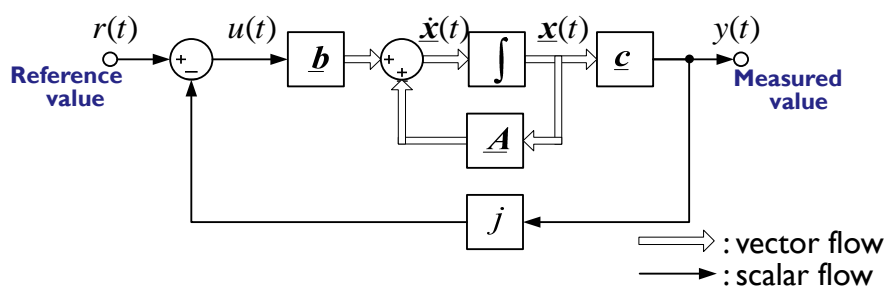 r(t) u(t) ẋ(t) x(t) y(t)
+ − b + + ∫ c
Reference value
Measured value
A
j
: vector flow
: scalar flow